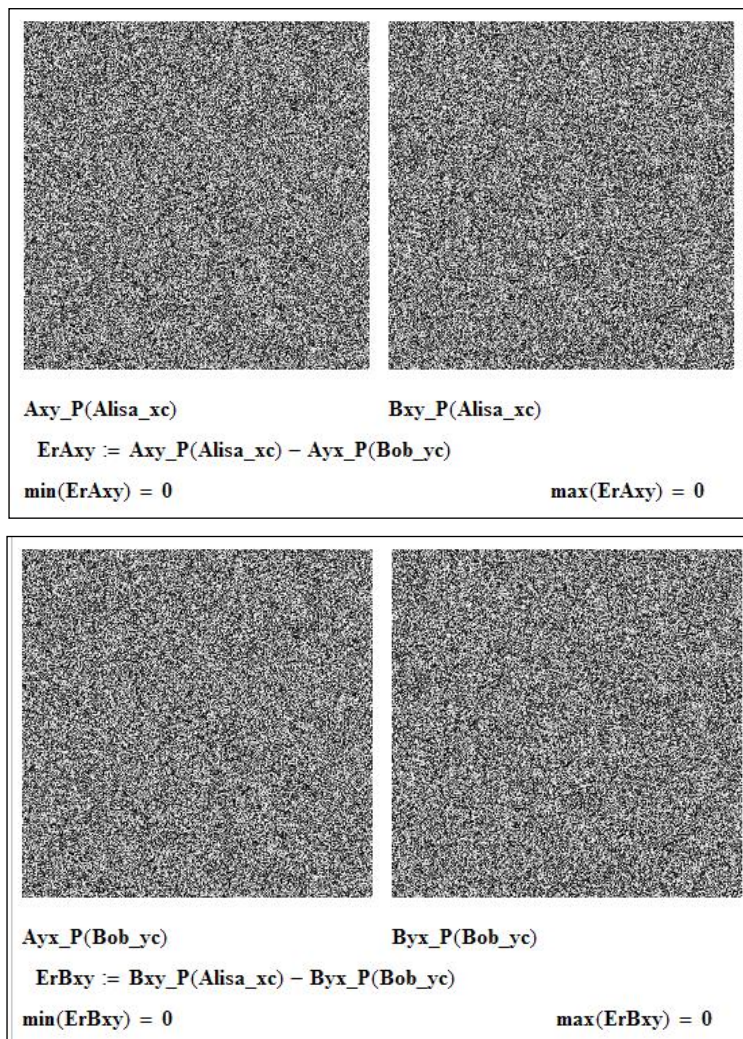 Axy_P(Alisa_xc) Bxy_P(Alisa_xc)
ErAxy := Axy_P(Alisa_xc) − Ayx_P(Bob_yc)
min(ErAxy) = 0 max(ErAxy) = 0
Ayx_P(Bob_yc) Byx_P(Bob_yc)
ErBxy := Bxy_P(Alisa_xc) − Byx_P(Bob_yc)
min(ErBxy) = 0 max(ErBxy) = 0